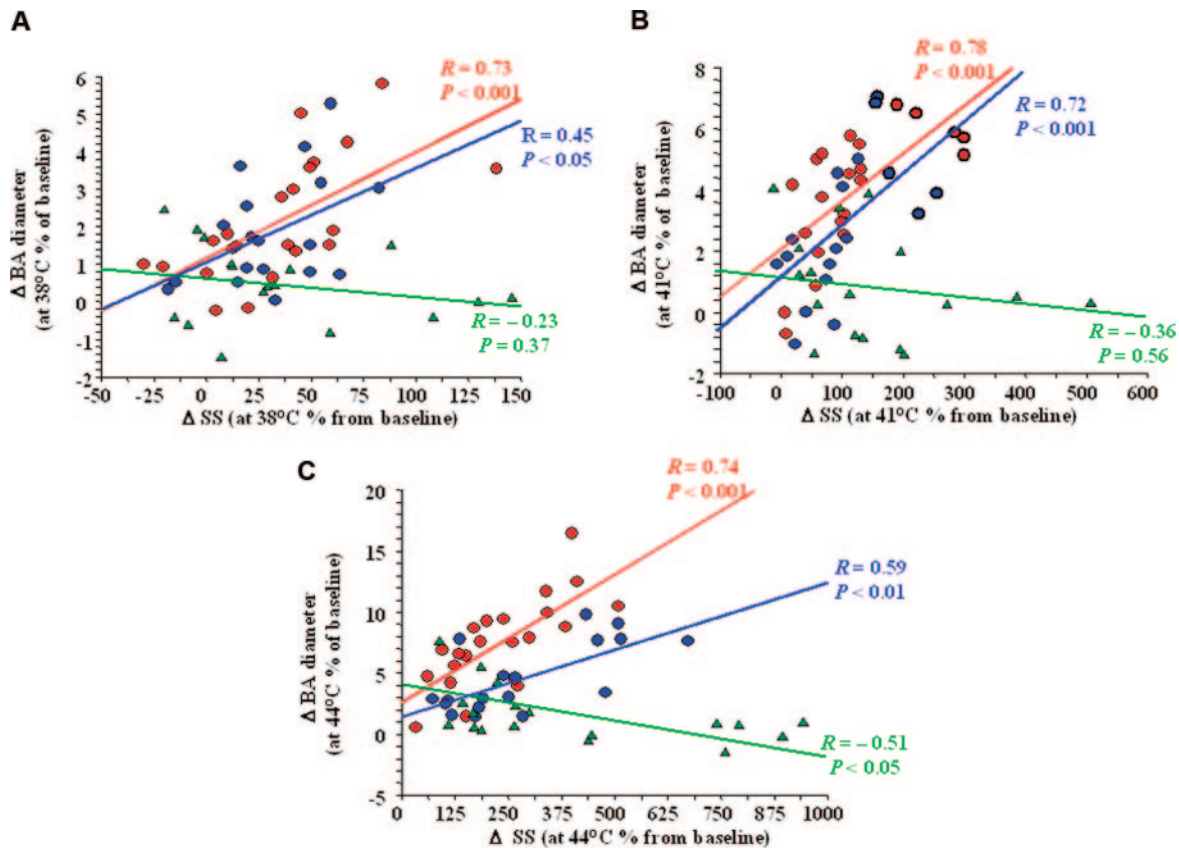 A
R = 0.73
P < 0.001
R = 0.45
P < 0.05
R = – 0.23
P = 0.37
6
5
4
3
2
1
0
-1
-2
Δ BA diameter
(at 38°C % of baseline)
-50 -25 0 25 50 75 100 125 150
Δ SS (at 38°C % from baseline)
B
R = 0.78
P < 0.001
R = 0.72
P < 0.001
R = – 0.36
P = 0.56
8
6
4
2
0
-2
Δ BA diameter
(at 41°C % of baseline)
-100 0 100 200 300 400 500 600
Δ SS (at 41°C % from baseline)
C
R = 0.74
P < 0.001
R = 0.59
P < 0.01
R = –0.51
P < 0.05
20
15
10
5
0
-5
Δ BA diameter
(at 44°C % of baseline)
0 125 250 375 500 625 750 875 1000
Δ SS (at 44°C % from baseline)